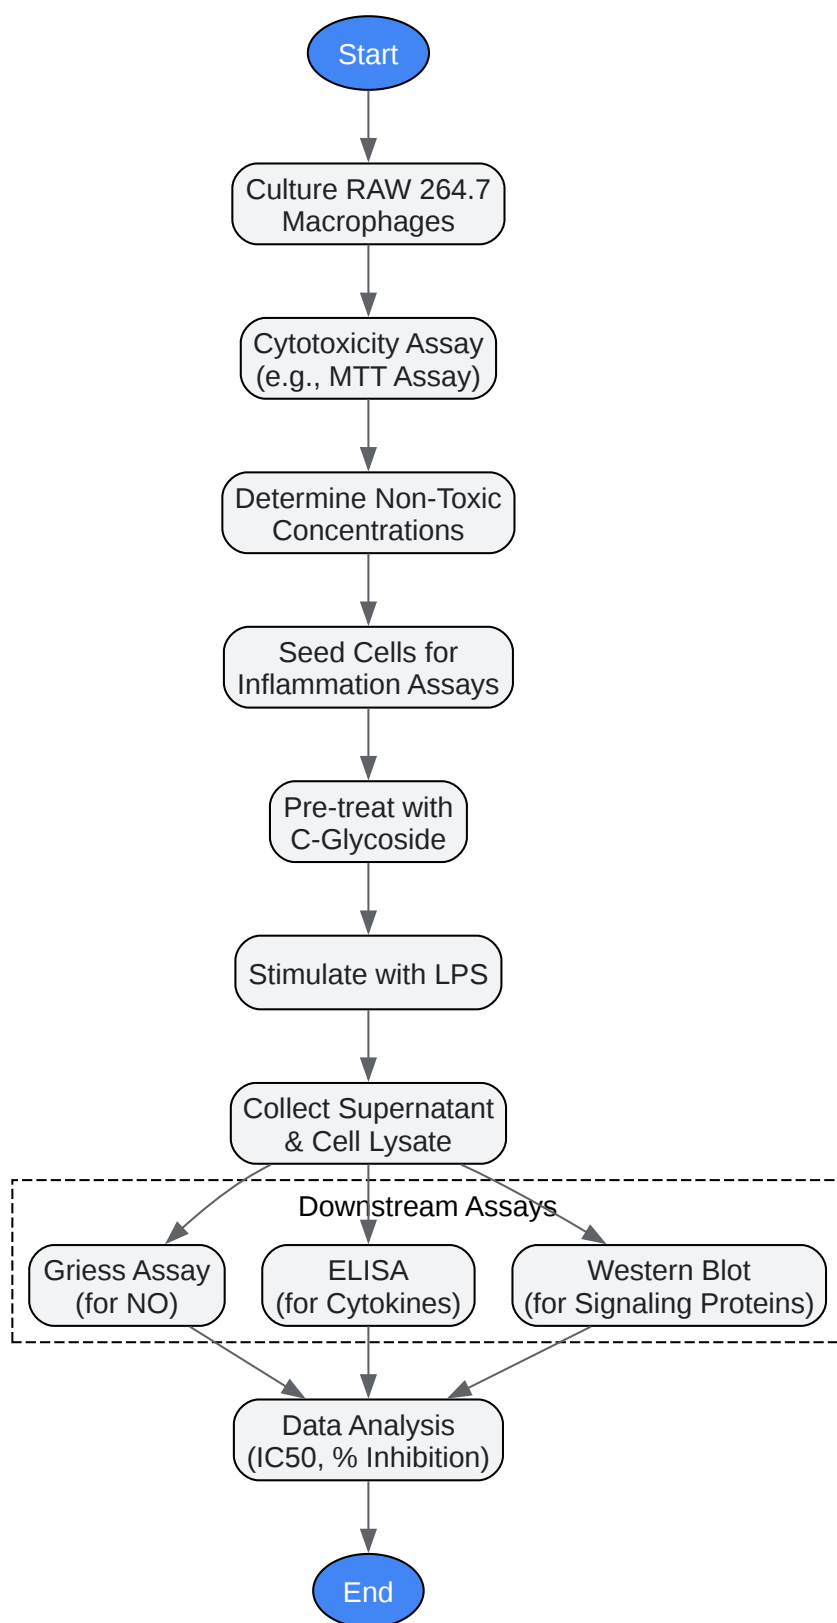 Start
Culture RAW 264.7
Macrophages
Cytotoxicity Assay
(e.g., MTT Assay)
Determine Non-Toxic
Concentrations
Seed Cells for
Inflammation Assays
Pre-treat with
C-Glycoside
Stimulate with LPS
Collect Supernatant
& Cell Lysate
Downstream Assays
Griess Assay
(for NO)
ELISA
(for Cytokines)
Western Blot
(for Signaling Proteins)
Data Analysis
(IC50, % Inhibition)
End